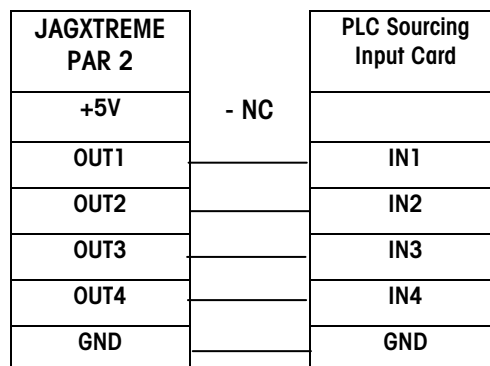 JAGXTREME PLC Sourcing
PAR 2 Input Card
+5V - NC
OUT1 IN1
OUT2 IN2
OUT3 IN3
OUT4 IN4
GND GND